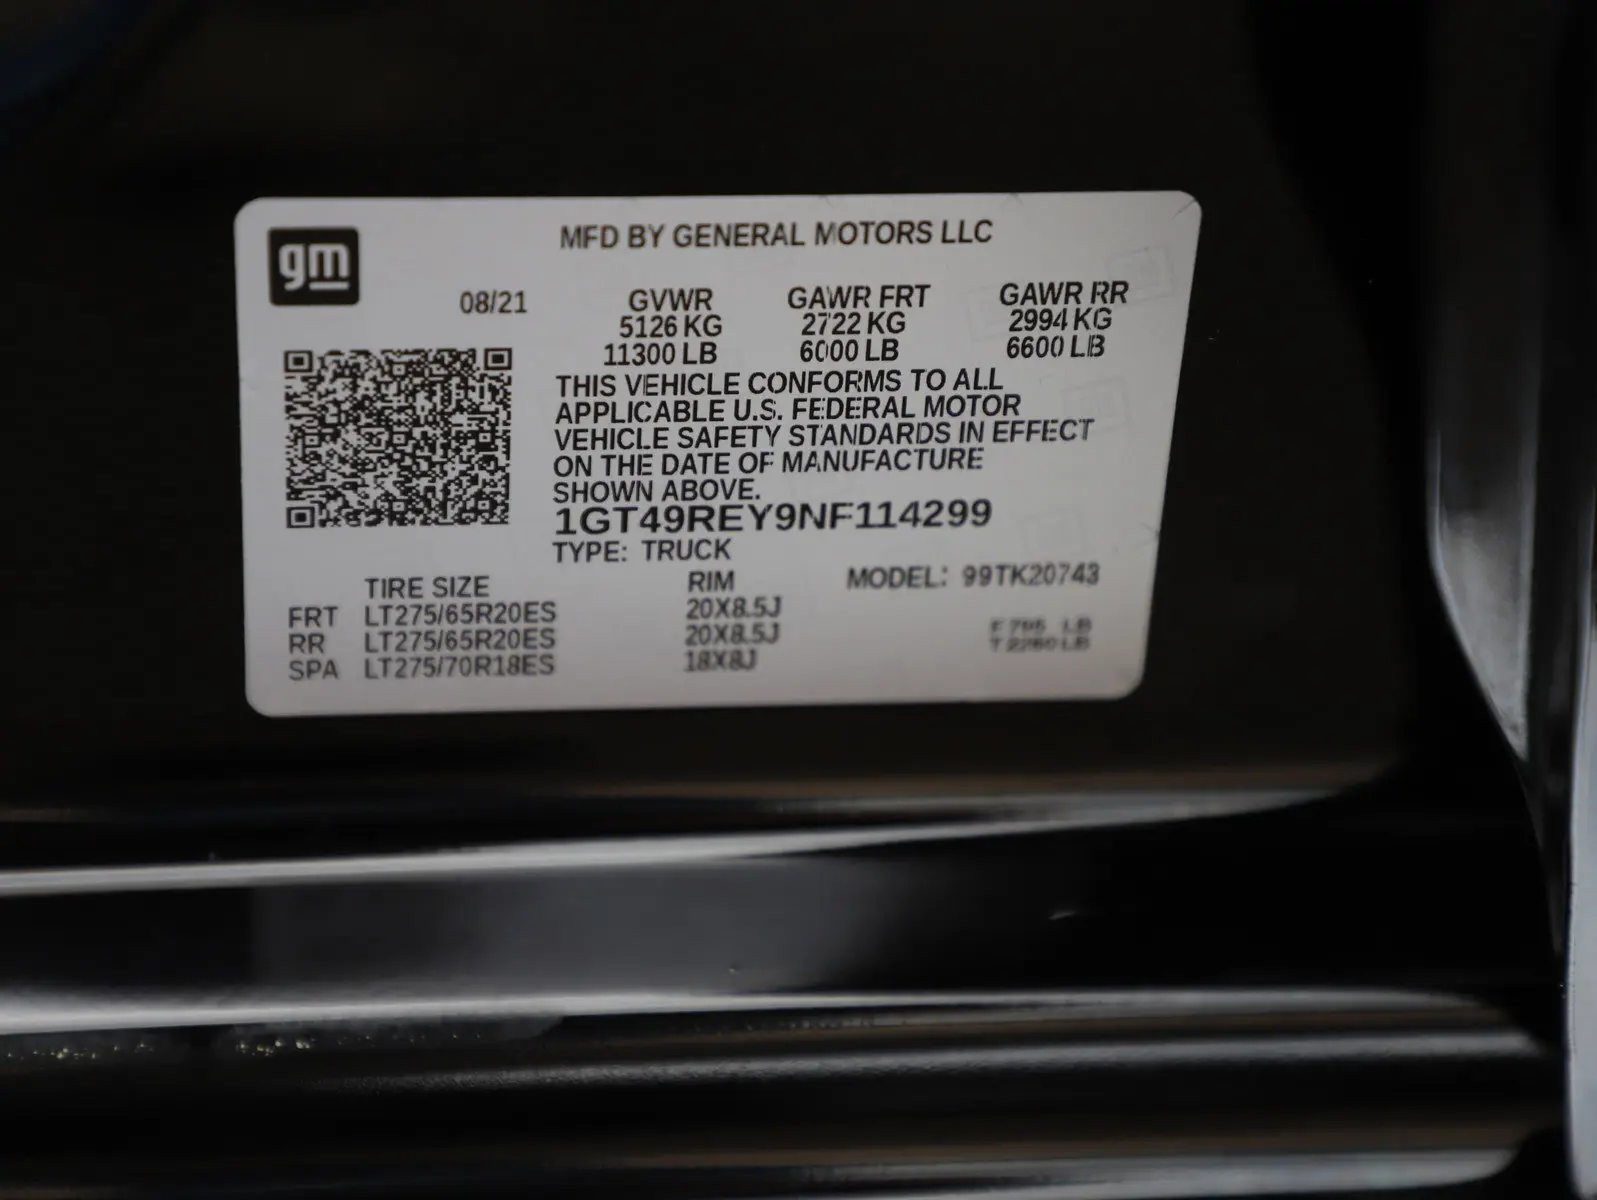 gm
MFD BY GENERAL MOTORS LLC
08/21 GVWR GAWR FRT GAWR RR
5126 KG 2722 KG 2994 KG
11300 LB 6000 LB 6600 LB
THIS VEHICLE CONFORMS TO ALL
APPLICABLE U.S. FEDERAL MOTOR
VEHICLE SAFETY STANDARDS IN EFFECT
ON THE DATE OF MANUFACTURE
SHOWN ABOVE.
1GT49REY9NF114299
TYPE: TRUCK
TIRE SIZE RIM MODEL: 99TK20743
FRT LT275/65R20ES 20X8.5J
RR LT275/65R20ES 20X8.5J
SPA LT275/70R18ES 18X8J
F LB
T 2260 LB